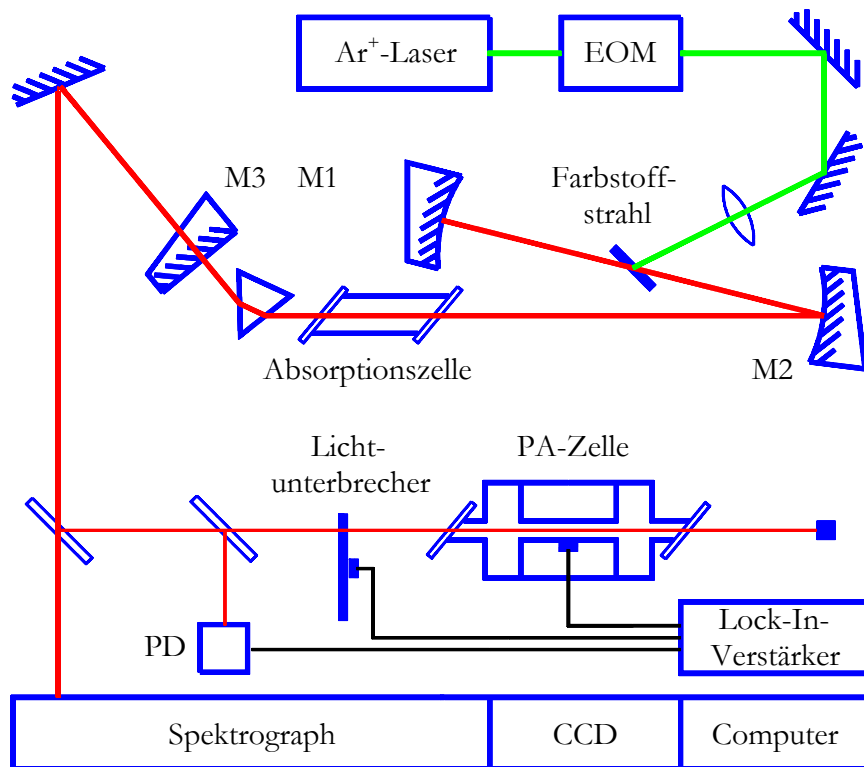 Ar+-Laser
EOM
M3
M1
Farbstoff-
strahl
Absorptionszelle
M2
Licht-
unterbrecher
PA-Zelle
PD
Lock-In-
Verstärker
Spektrograph
CCD
Computer